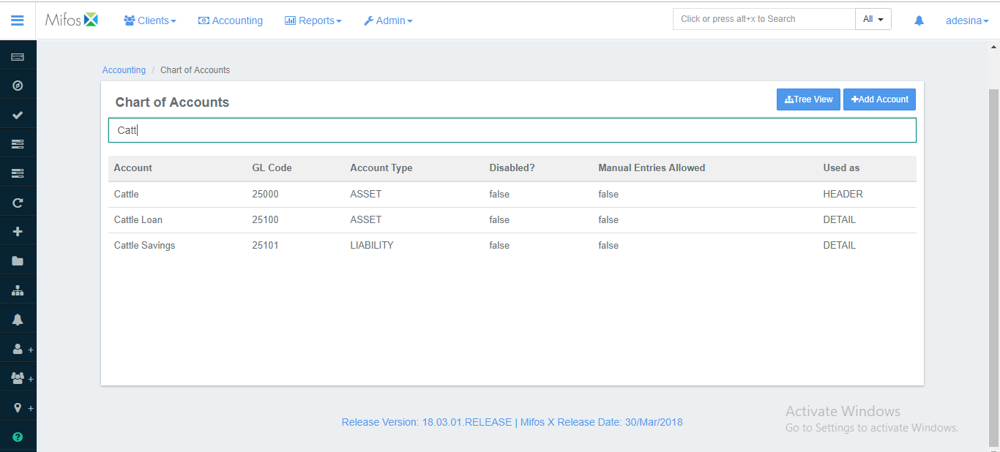 Mifos Clients Accounting Reports Admin Click or press alt+x to Search All adesina
Accounting / Chart of Accounts
Chart of Accounts Tree View Add Account
Catt
Account GL Code Account Type Disabled? Manual Entries Allowed Used as
Cattle 25000 ASSET false false HEADER
Cattle Loan 25100 ASSET false false DETAIL
Cattle Savings 25101 LIABILITY false false DETAIL
+
+
+
Release Version: 18.03.01.RELEASE | Mifos X Release Date: 30/Mar/2018
Activate Windows
Go to Settings to activate Windows.